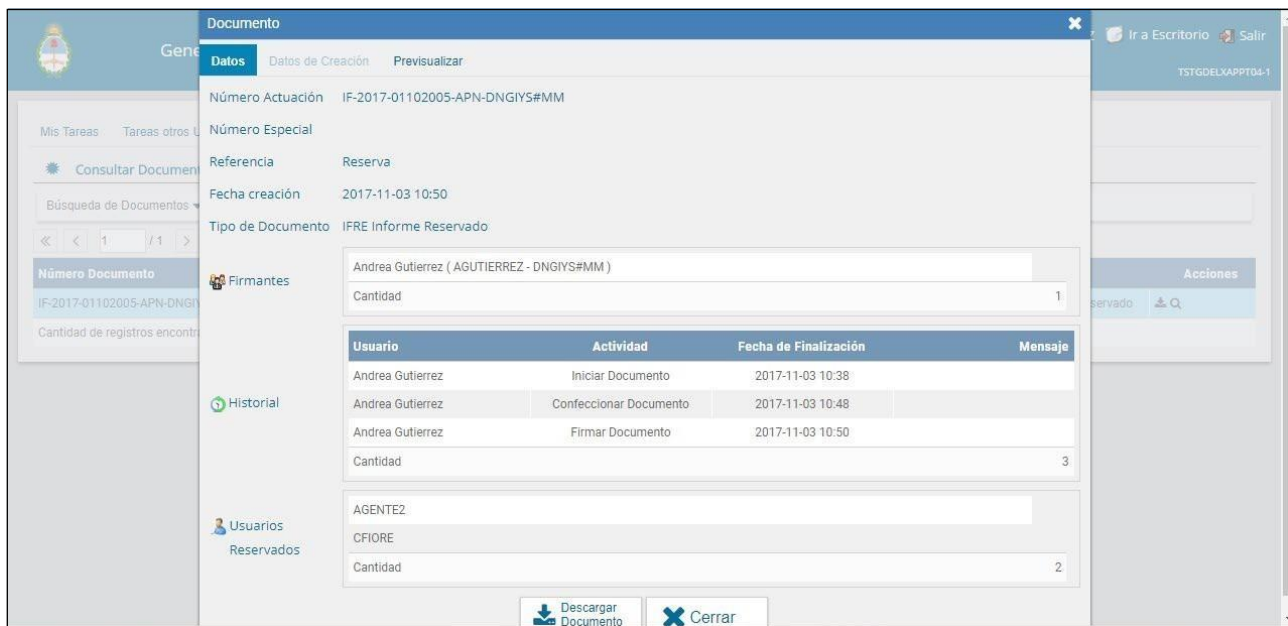 Documento
Gene
Ir a Escritorio Salir
TSTGDELXAPPT04-1
Datos Datos de Creación Previsualizar
Número Actuación IF-2017-01102005-APN-DNGIYS#MM
Mis Tareas Tareas otros U
Número Especial
Consultar Document
Referencia Reserva
Fecha creación 2017-11-03 10:50
Búsqueda de Documentos
Tipo de Documento IFRE Informe Reservado
« < 1 / 1 >
Número Documento
Acciones
Firmantes
Andrea Gutierrez ( AGUTIERREZ - DNGIYS#MM )
Cantidad 1
IF-2017-01102005-APN-DNGIY
servado
Cantidad de registros encontra
Usuario Actividad Fecha de Finalización Mensaje
Andrea Gutierrez Iniciar Documento 2017-11-03 10:38
Historial
Andrea Gutierrez Confeccionar Documento 2017-11-03 10:48
Andrea Gutierrez Firmar Documento 2017-11-03 10:50
Cantidad 3
Usuarios
Reservados
AGENTE2
CFIORE
Cantidad 2
Descargar
Documento
Cerrar